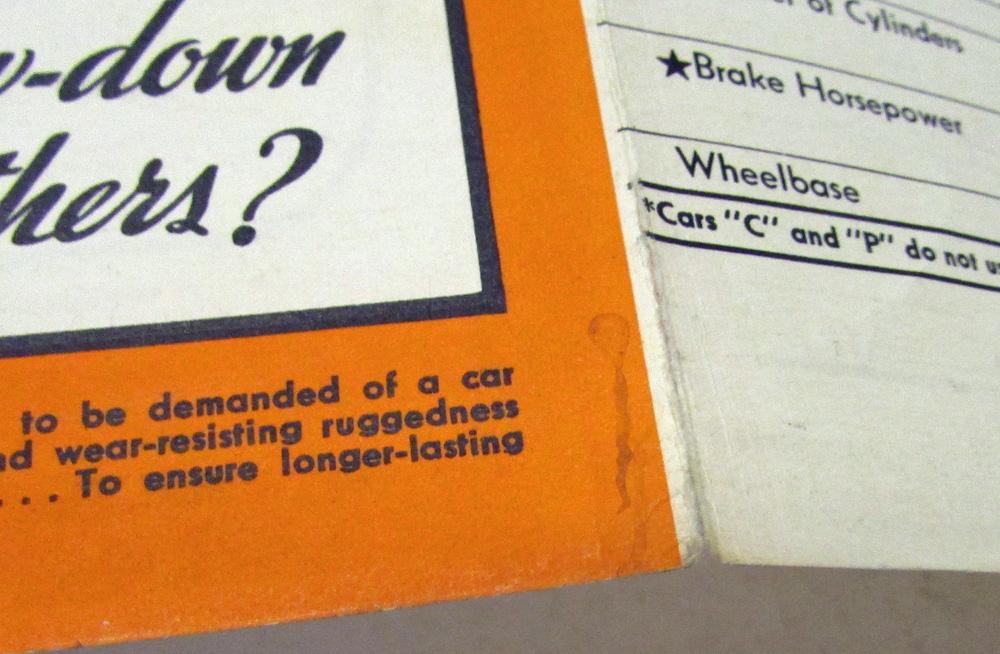 -down
thers?
to be demanded of a car
wear-resisting ruggedness
. . . To ensure longer-lasting
of Cylinders
★Brake Horsepower
Wheelbase
*Cars "C" and "P" do not